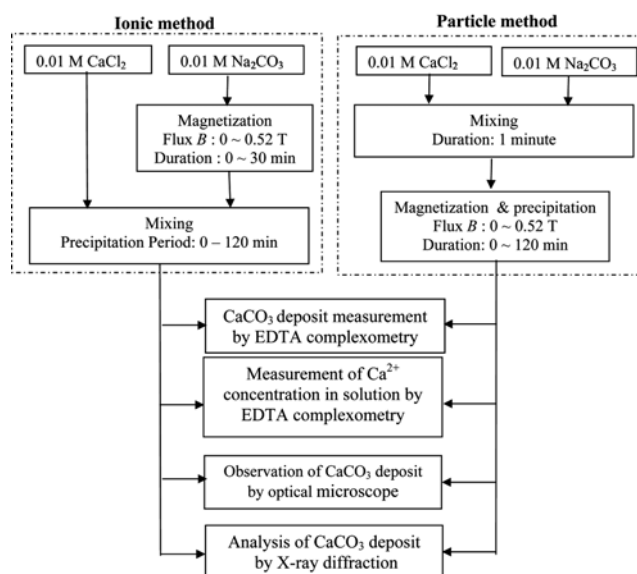 Ionic method
0.01 M CaCl₂
0.01 M Na₂CO₃
Magnetization
Flux B : 0 ~ 0.52 T
Duration : 0 ~ 30 min
Mixing
Precipitation Period: 0 – 120 min
Particle method
0.01 M CaCl₂
0.01 M Na₂CO₃
Mixing
Duration: 1 minute
Magnetization & precipitation
Flux B : 0 ~ 0.52 T
Duration: 0 ~ 120 min
CaCO₃ deposit measurement
by EDTA complexometry
Measurement of Ca²⁺
concentration in solution by
EDTA complexometry
Observation of CaCO₃ deposit
by optical microscope
Analysis of CaCO₃ deposit
by X-ray diffraction